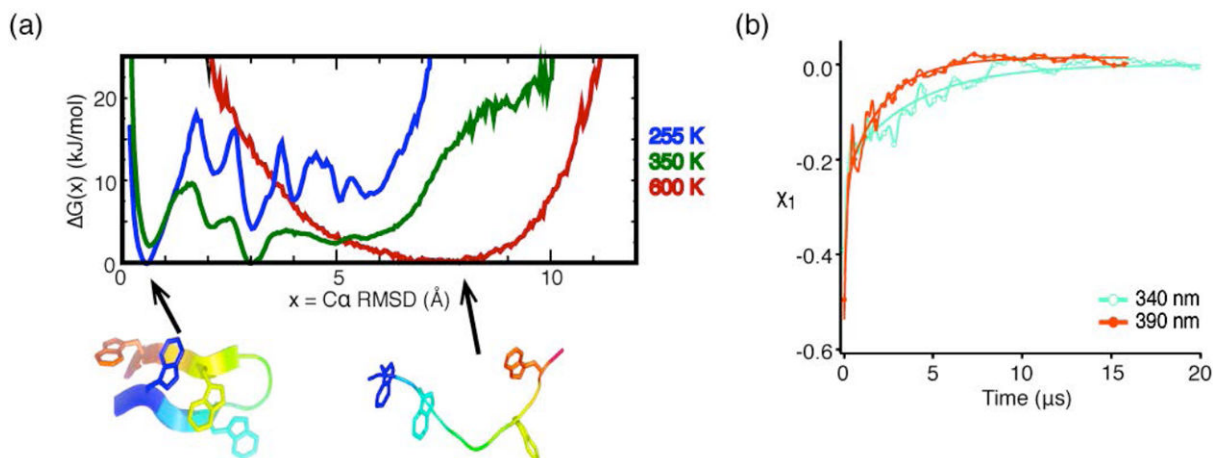 (a)
ΔG(x) (kJ/mol)
20
10
0
0
5
10
x = Cα RMSD (Å)
255 K
350 K
600 K
(b)
χ1
0.0
-0.2
-0.4
-0.6
0
5
10
15
20
Time (μs)
340 nm
390 nm